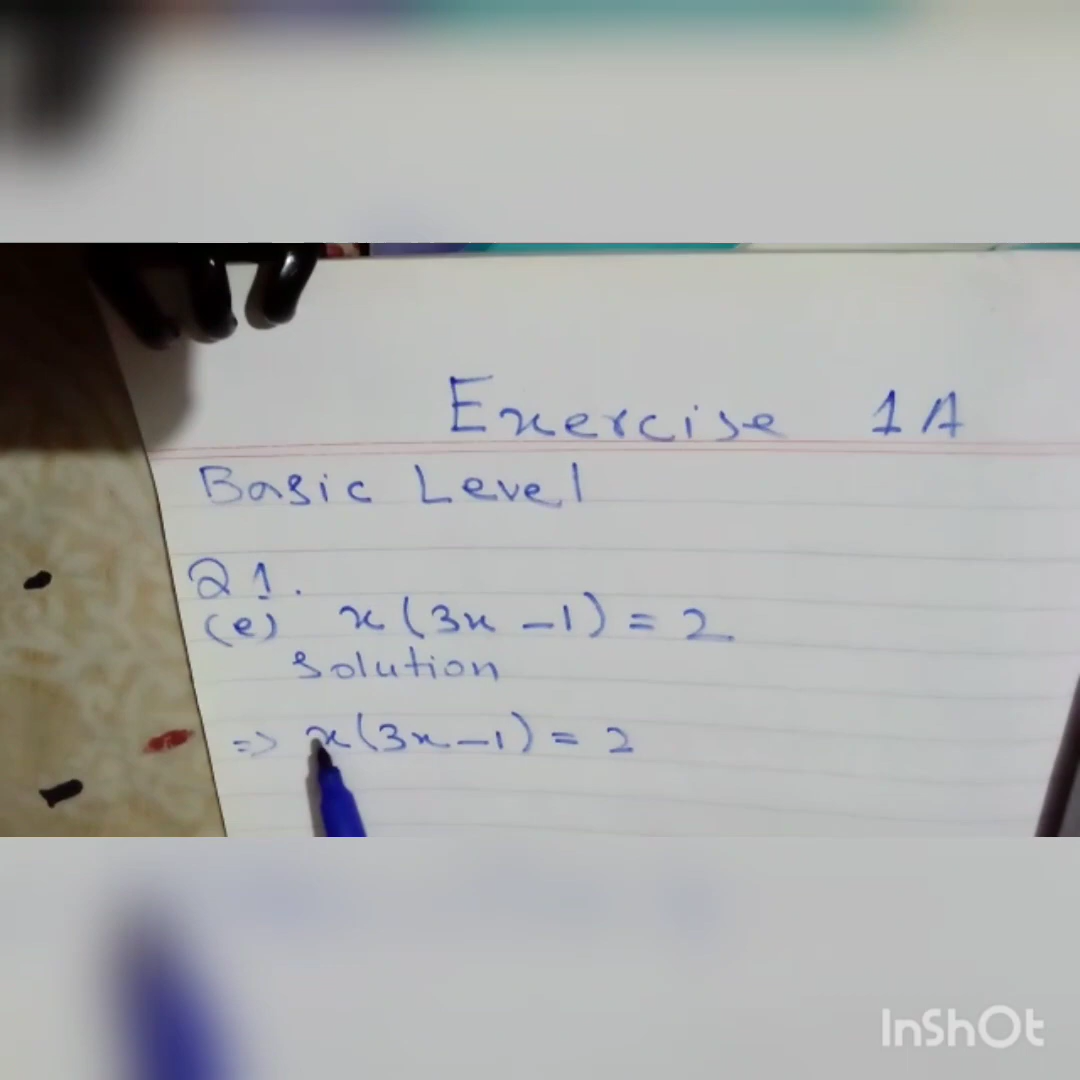 Exercise 1A
Basic Level
Q1.
(e) x(3x-1) = 2
Solution
=> x(3x-1) = 2
InShOt